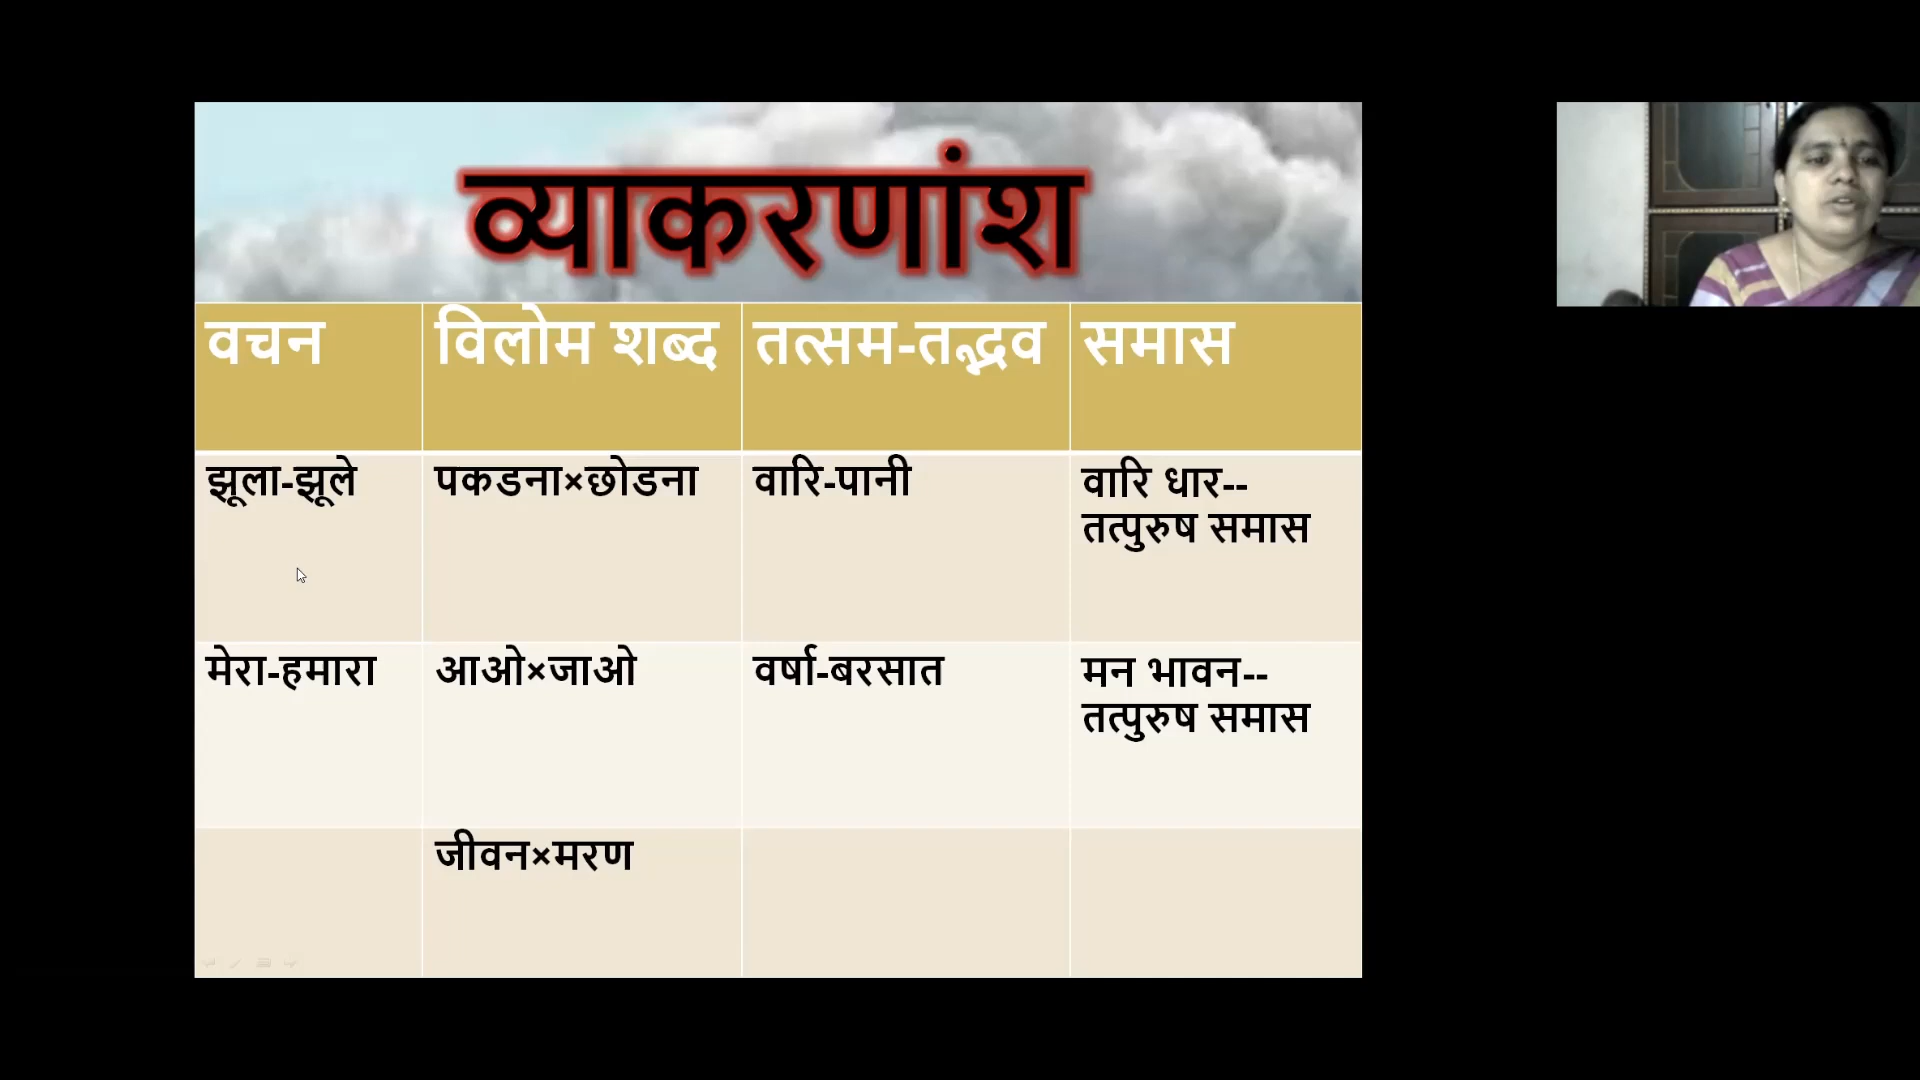 व्याकरणांश
वचन
विलोम शब्द
तत्सम-तद्भव
समास
झूला-झूले
पकडना×छोडना
वारि-पानी
वारि धार--
तत्पुरुष समास
मेरा-हमारा
आओ×जाओ
वर्षा-बरसात
मन भावन--
तत्पुरुष समास
जीवन×मरण